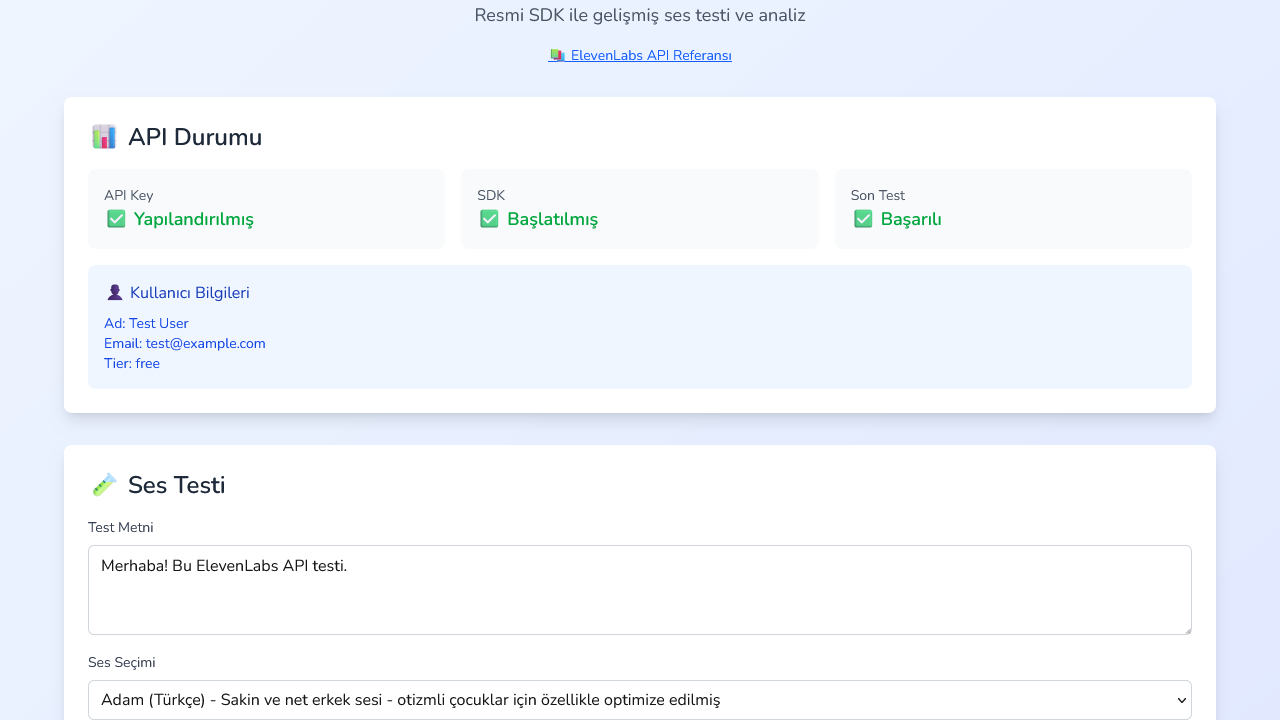 Resmi SDK ile gelişmiş ses testi ve analiz
ElevenLabs API Referansı
API Durumu
API Key
Yapılandırılmış
SDK
Başlatılmış
Son Test
Başarılı
Kullanıcı Bilgileri
Ad: Test User
Email: test@example.com
Tier: free
Ses Testi
Test Metni
Merhaba! Bu ElevenLabs API testi.
Ses Seçimi
Adam (Türkçe) - Sakin ve net erkek sesi - otizmli çocuklar için özellikle optimize edilmiş